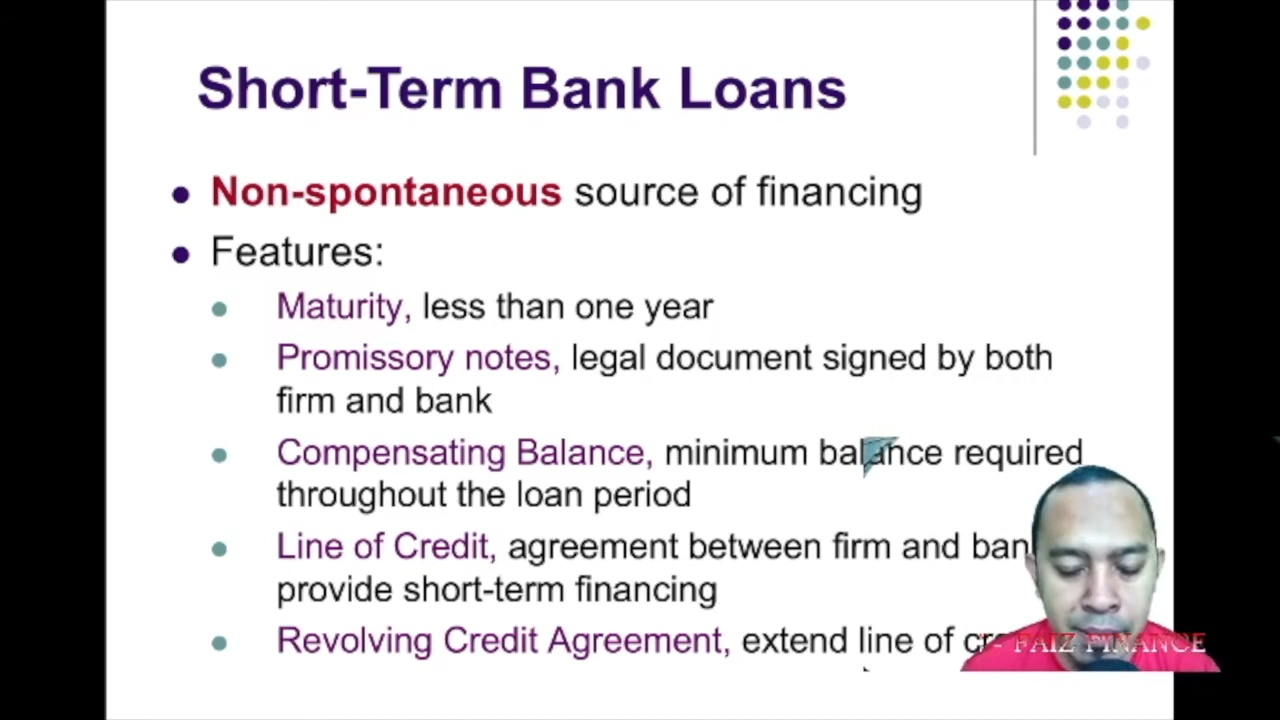 Short-Term Bank Loans
Non-spontaneous source of financing
Features:
Maturity, less than one year
Promissory notes, legal document signed by both
firm and bank
Compensating Balance, minimum balance required
throughout the loan period
Line of Credit, agreement between firm and
provide short-term financing
Revolving Credit Agreement, extend line of
- FAIZ FINANCE